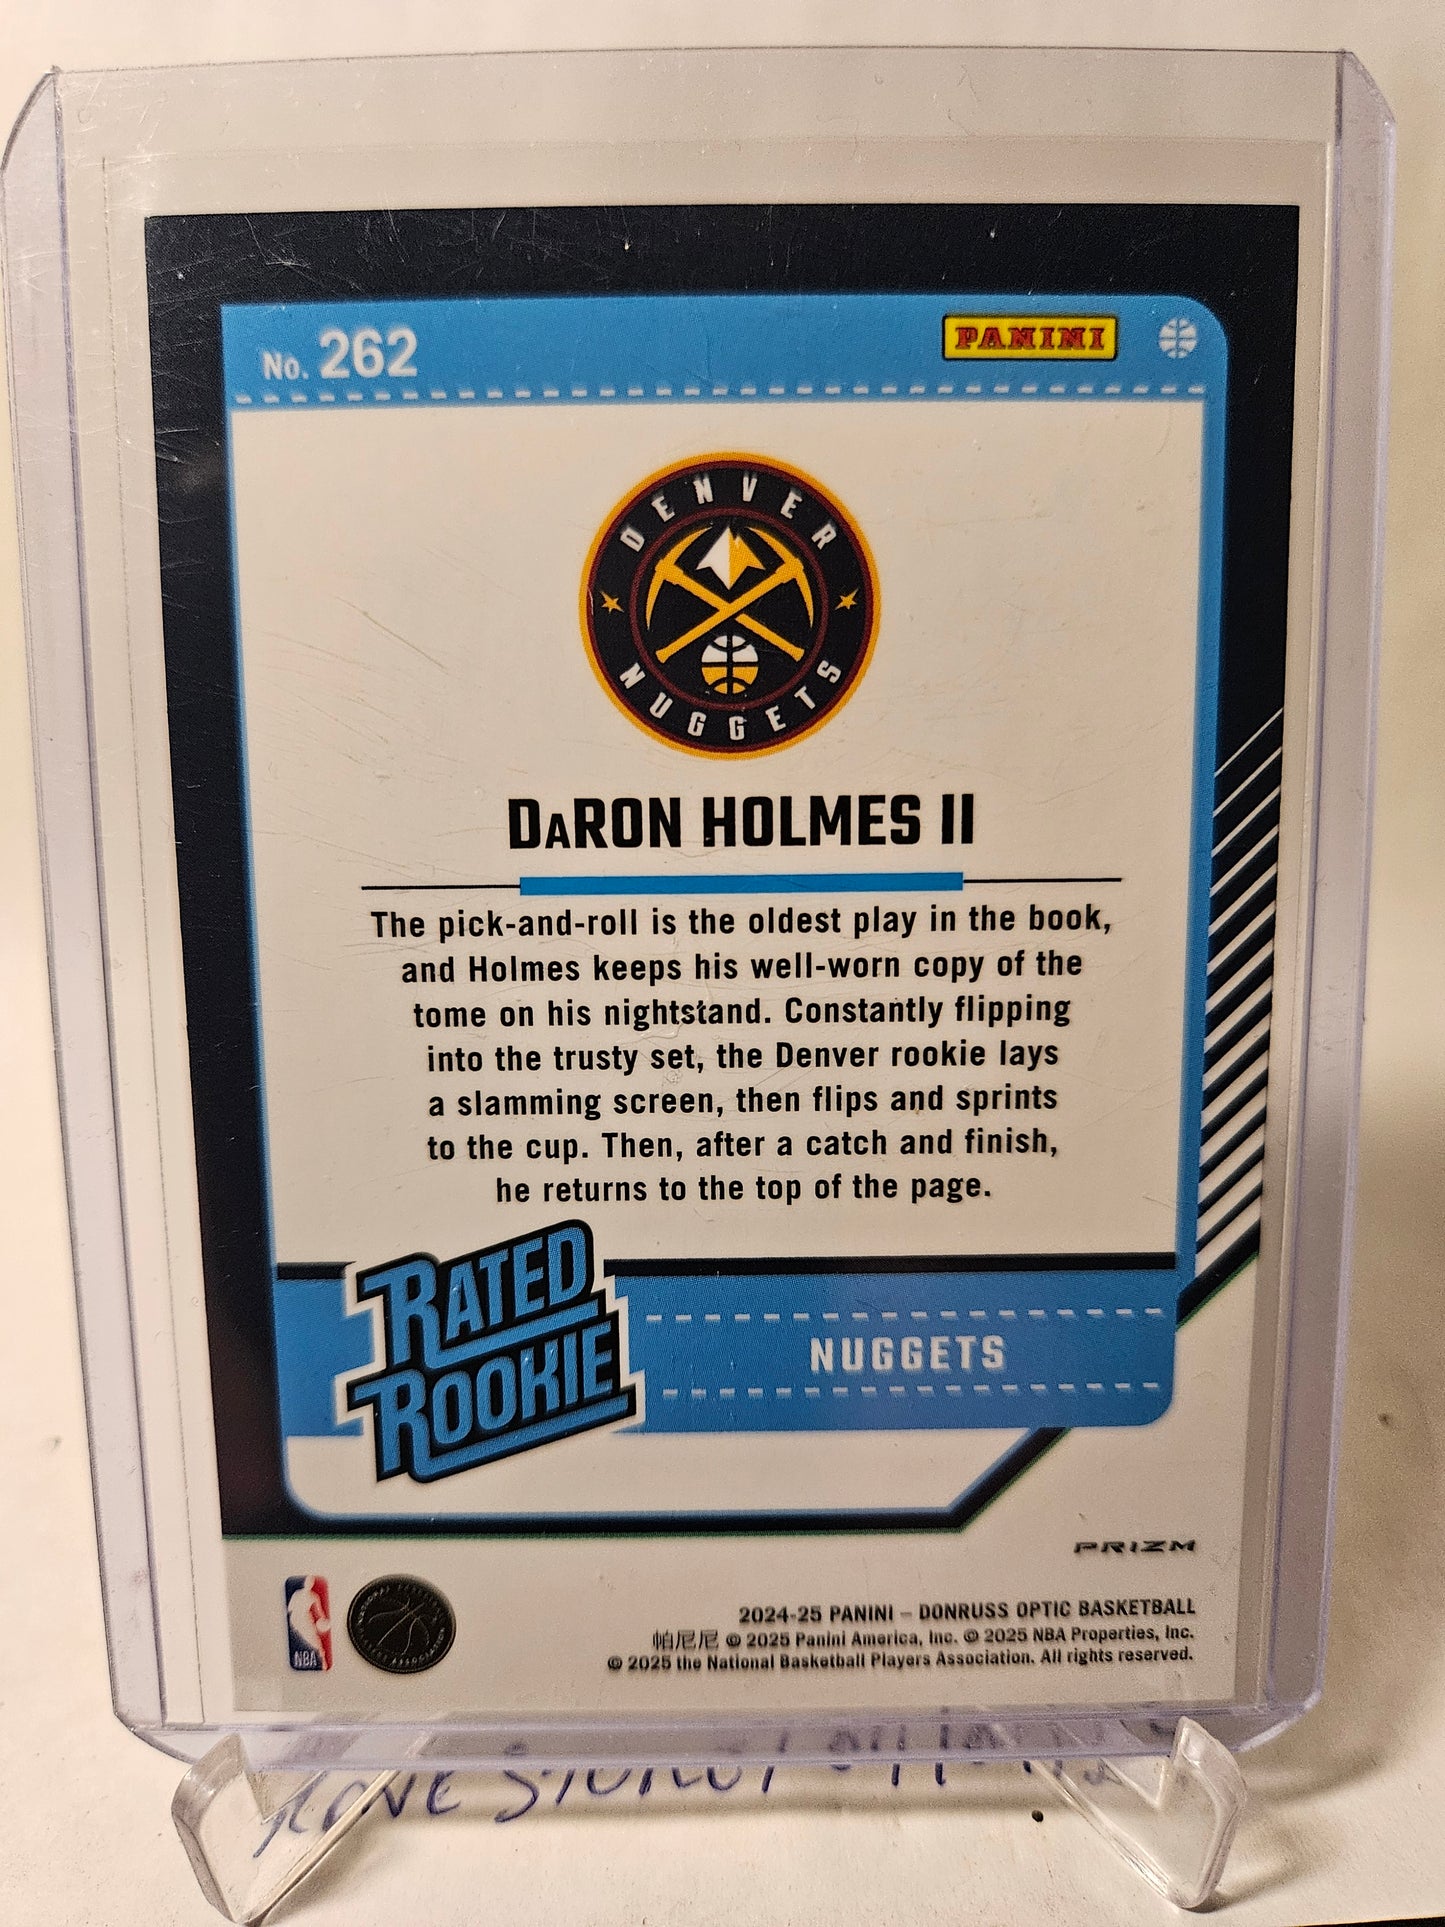 No. 262
PANINI
DENVER
NUGGETS
DaRON HOLMES II
The pick-and-roll is the oldest play in the book,
and Holmes keeps his well-worn copy of the
tome on his nightstand. Constantly flipping
into the trusty set, the Denver rookie lays
a slamming screen, then flips and sprints
to the cup. Then, after a catch and finish,
he returns to the top of the page.
RATED
ROOKIE
NUGGETS
PRIZM
NBA
2024-25 PANINI – DONRUSS OPTIC BASKETBALL
帕尼尼 © 2025 Panini America, Inc. © 2025 NBA Properties, Inc.
© 2025 the National Basketball Players Association. All rights reserved.